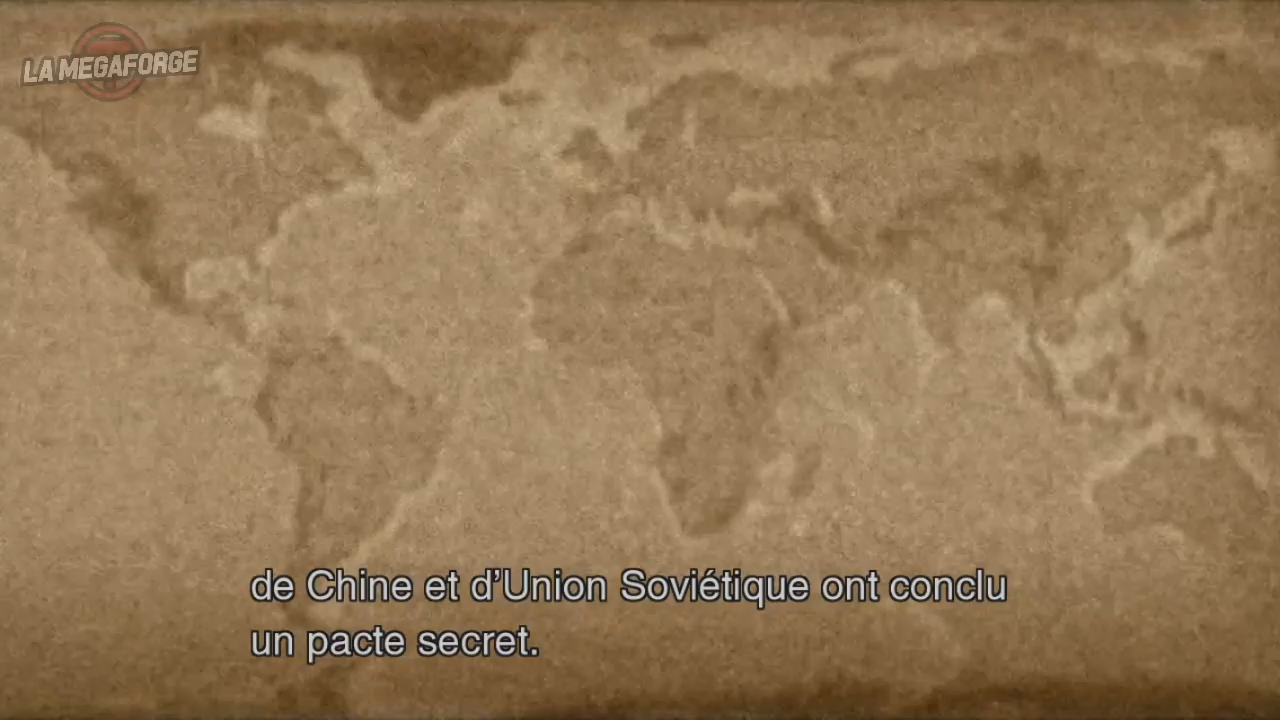 LA MEGAFORGE
de Chine et d’Union Soviétique ont conclu
un pacte secret.